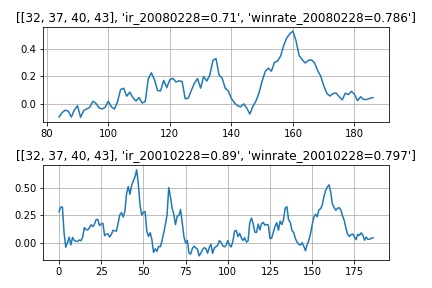 [[32, 37, 40, 43], 'ir_20080228=0.71', 'winrate_20080228=0.786']
0.4
0.2
0.0
80 100 120 140 160 180
[[32, 37, 40, 43], 'ir_20010228=0.89', 'winrate_20010228=0.797']
0.50
0.25
0.00
0 25 50 75 100 125 150 175